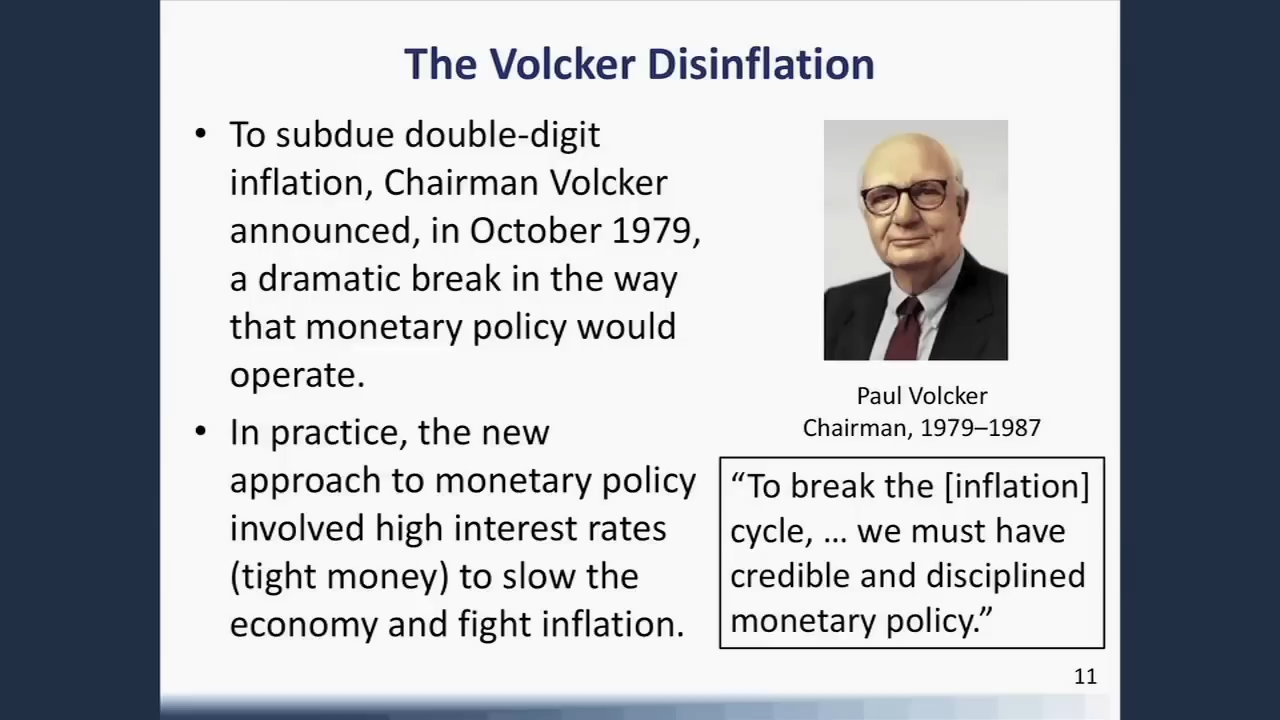 The Volcker Disinflation
• To subdue double-digit
inflation, Chairman Volcker
announced, in October 1979,
a dramatic break in the way
that monetary policy would
operate.
• In practice, the new
approach to monetary policy
involved high interest rates
(tight money) to slow the
economy and fight inflation.
Paul Volcker
Chairman, 1979–1987
“To break the [inflation]
cycle, … we must have
credible and disciplined
monetary policy.”
11